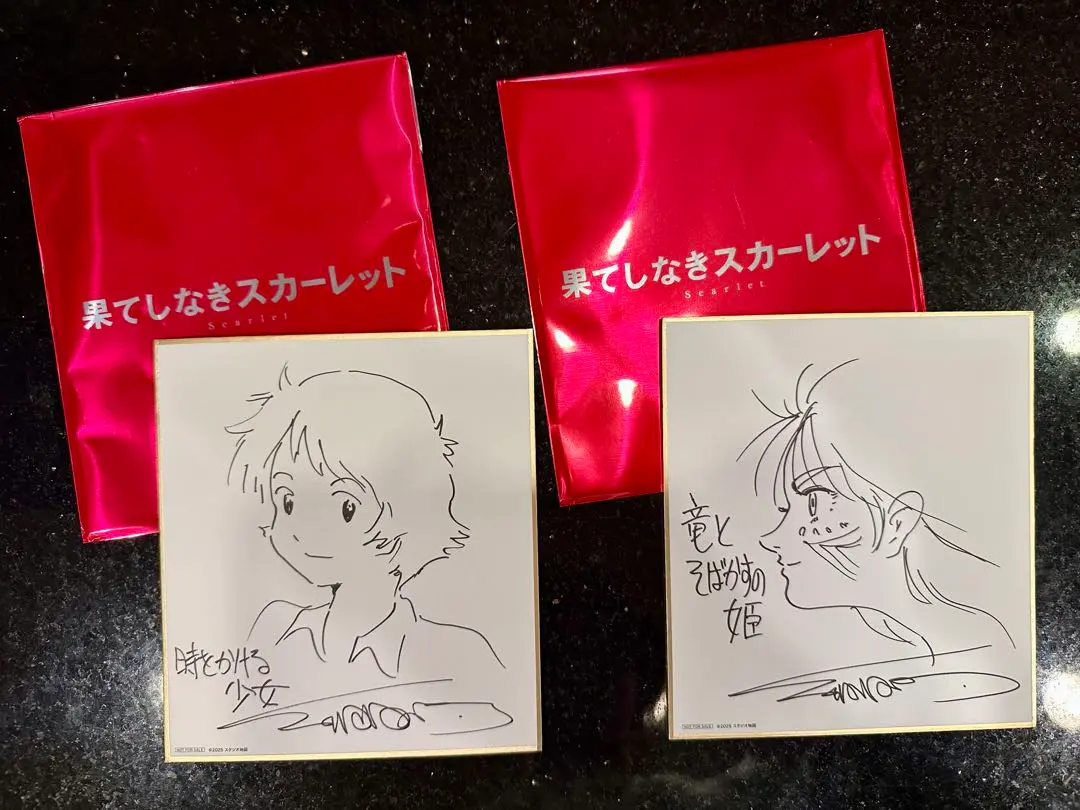 果てしなきスカーレット
Scarlet
果てしなきスカーレット
Scarlet
時をかける
少女
NOT FOR SALE ©2025 スタジオ地図
竜と
そばかすの
姫
NOT FOR SALE ©2025 スタジオ地図